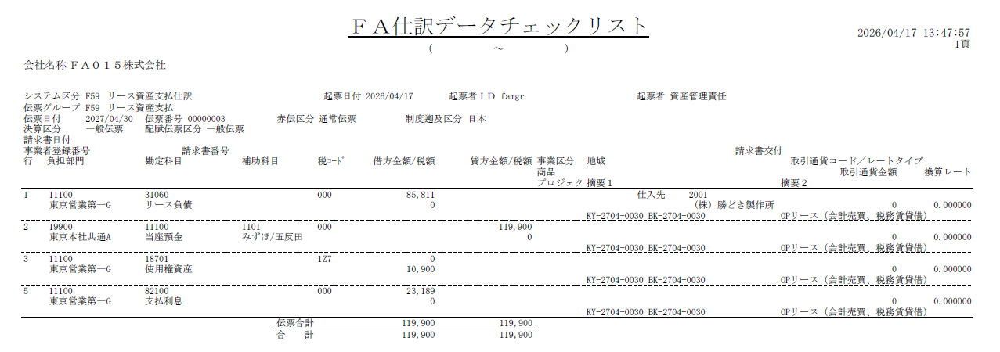 ＦＡ仕訳データチェックリスト
( ～ )
2026/04/17 13:47:57
1頁
会社名称 ＦＡ０１５株式会社
システム区分 F59 リース資産支払仕訳 起票日付 2026/04/17 起票者ＩＤ famgr 起票者 資産管理責任
伝票グループ F59 リース資産支払
伝票日付 2027/04/30 伝票番号 00000003 赤伝区分 通常伝票 制度遡及区分 日本
決算区分 一般伝票 配賦伝票区分 一般伝票
請求書日付
事業者登録番号 請求書番号 請求書交付
行 負担部門 勘定科目 補助科目 税ｺｰﾄﾞ 借方金額/税額 貸方金額/税額 事業区分 地域 取引通貨コード／レートタイプ
商品 取引通貨金額 換算レート
プロジェク 摘要１ 摘要２
1 11100 31060 000 85,811 仕入先 2001
東京営業第一G リース負債 0 （株）勝どき製作所 0 0.000000
KY-2704-0030 BK-2704-0030 OPリース（会計売買、税務賃貸借）
2 19900 11100 1101 000 119,900
東京本社共通A 当座預金 みずほ/五反田 0 0 0.000000
KY-2704-0030 BK-2704-0030 OPリース（会計売買、税務賃貸借）
3 11100 18701 1Z7 0
東京営業第一G 使用権資産 10,900 0 0.000000
KY-2704-0030 BK-2704-0030 OPリース（会計売買、税務賃貸借）
5 11100 82100 000 23,189
東京営業第一G 支払利息 0 0 0.000000
KY-2704-0030 BK-2704-0030 OPリース（会計売買、税務賃貸借）
伝票合計 119,900 119,900
合　計 119,900 119,900